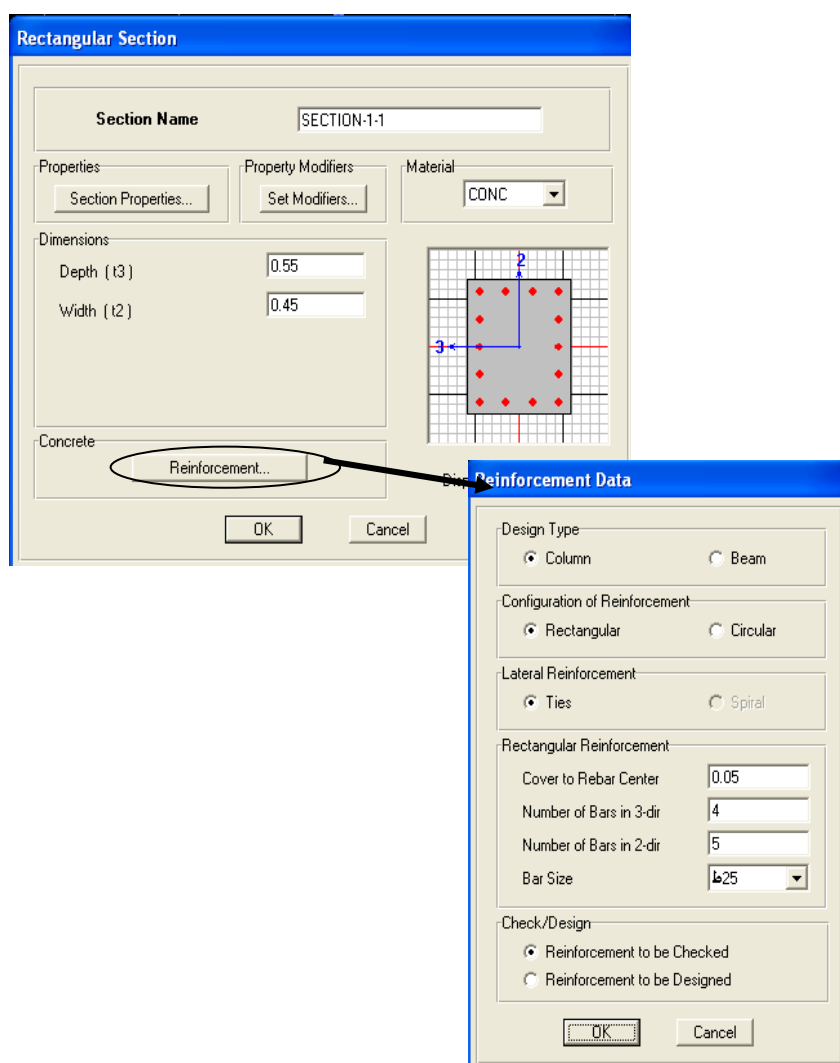 Rectangular Section
Section Name SECTION-1-1
Properties Property Modifiers Material
Section Properties... Set Modifiers... CONC
Dimensions
Depth ( t3 ) 0.55
Width ( t2 ) 0.45
2
3
Concrete
Reinforcement...
OK Cancel
Reinforcement Data
Design Type
Column Beam
Configuration of Reinforcement
Rectangular Circular
Lateral Reinforcement
Ties Spiral
Rectangular Reinforcement
Cover to Rebar Center 0.05
Number of Bars in 3-dir 4
Number of Bars in 2-dir 5
Bar Size ط25
Check/Design
Reinforcement to be Checked
Reinforcement to be Designed
OK Cancel